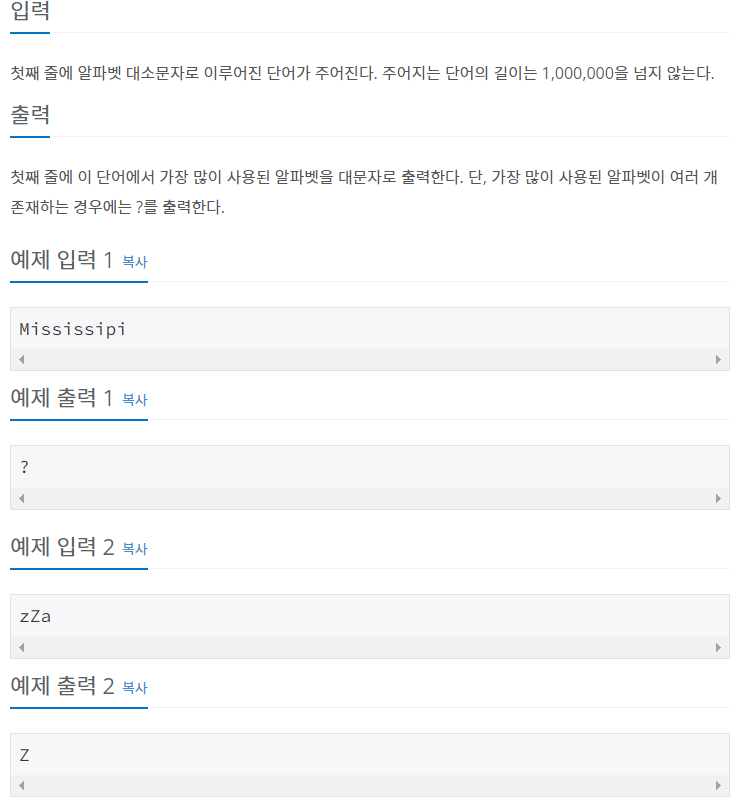 입력
첫째 줄에 알파벳 대소문자로 이루어진 단어가 주어진다. 주어지는 단어의 길이는 1,000,000을 넘지 않는다.
출력
첫째 줄에 이 단어에서 가장 많이 사용된 알파벳을 대문자로 출력한다. 단, 가장 많이 사용된 알파벳이 여러 개
존재하는 경우에는 ?를 출력한다.
예제 입력 1 복사
Mississipi
예제 출력 1 복사
?
예제 입력 2 복사
zZa
예제 출력 2 복사
Z